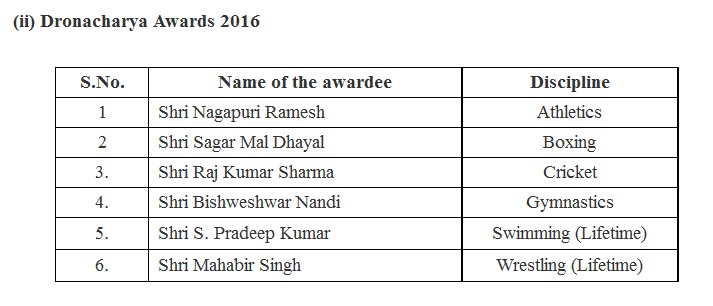 (ii) Dronacharya Awards 2016
S.No. Name of the awardee Discipline
1 Shri Nagapuri Ramesh Athletics
2 Shri Sagar Mal Dhayal Boxing
3. Shri Raj Kumar Sharma Cricket
4. Shri Bishweshwar Nandi Gymnastics
5. Shri S. Pradeep Kumar Swimming (Lifetime)
6. Shri Mahabir Singh Wrestling (Lifetime)